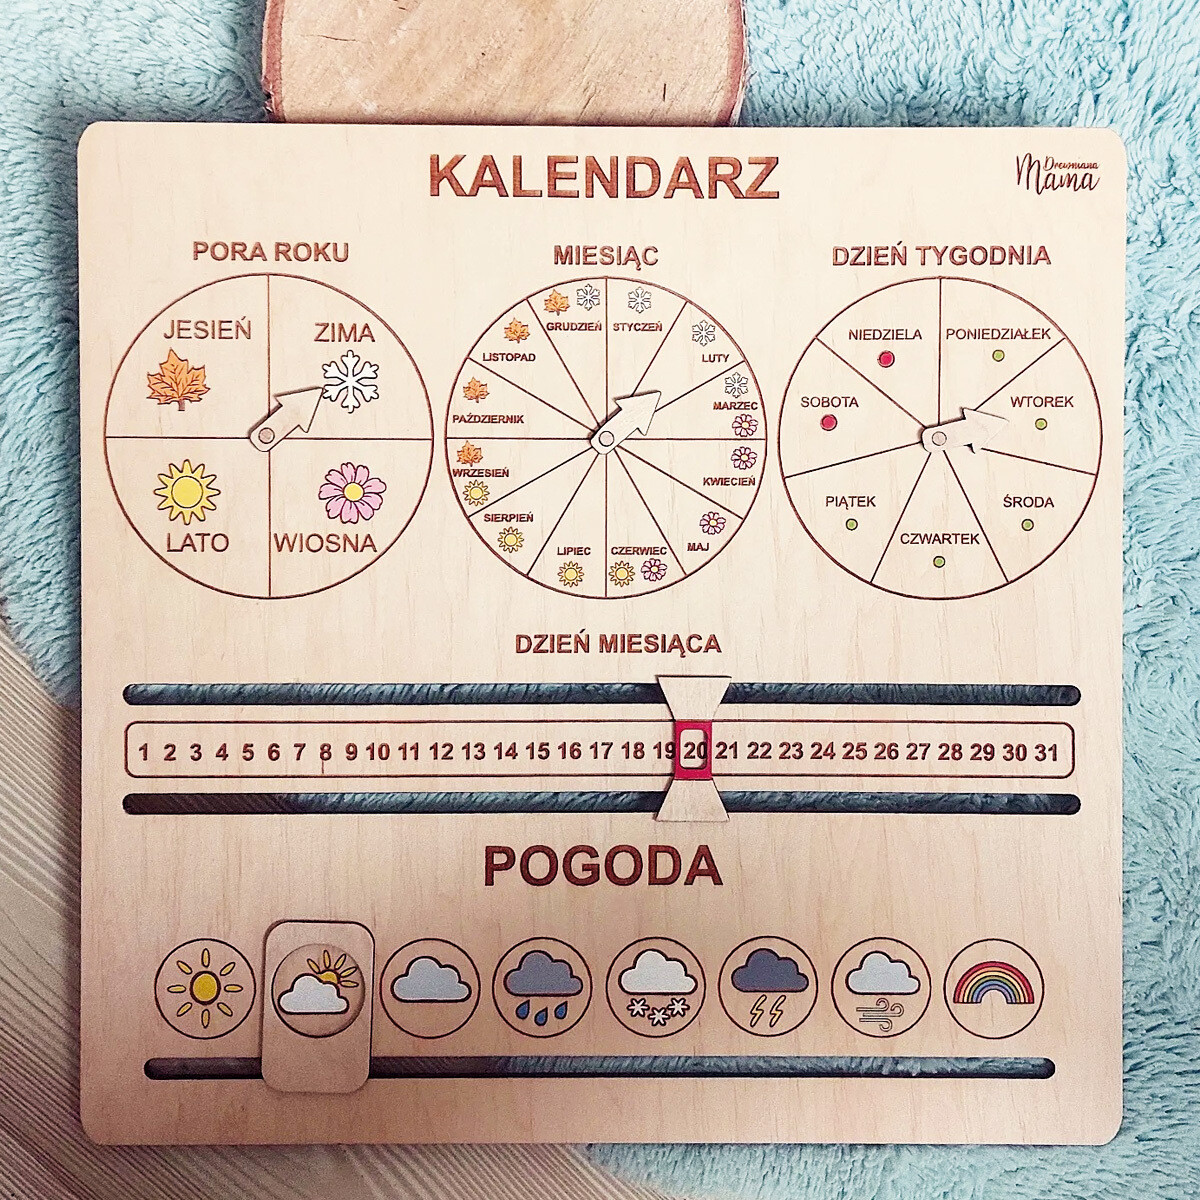 KALENDARZ
Drewniana
Mama
PORA ROKU
JESIEŃ
ZIMA
LATO
WIOSNA
MIESIĄC
GRUDZIEŃ
STYCZEŃ
LISTOPAD
LUTY
PAŹDZIERNIK
MARZEC
WRZESIEŃ
KWIECIEŃ
SIERPIEŃ
MAJ
LIPIEC
CZERWIEC
DZIEŃ TYGODNIA
NIEDZIELA
PONIEDZIAŁEK
SOBOTA
WTOREK
PIĄTEK
ŚRODA
CZWARTEK
DZIEŃ MIESIĄCA
1 2 3 4 5 6 7 8 9 10 11 12 13 14 15 16 17 18 19 20 21 22 23 24 25 26 27 28 29 30 31
POGODA